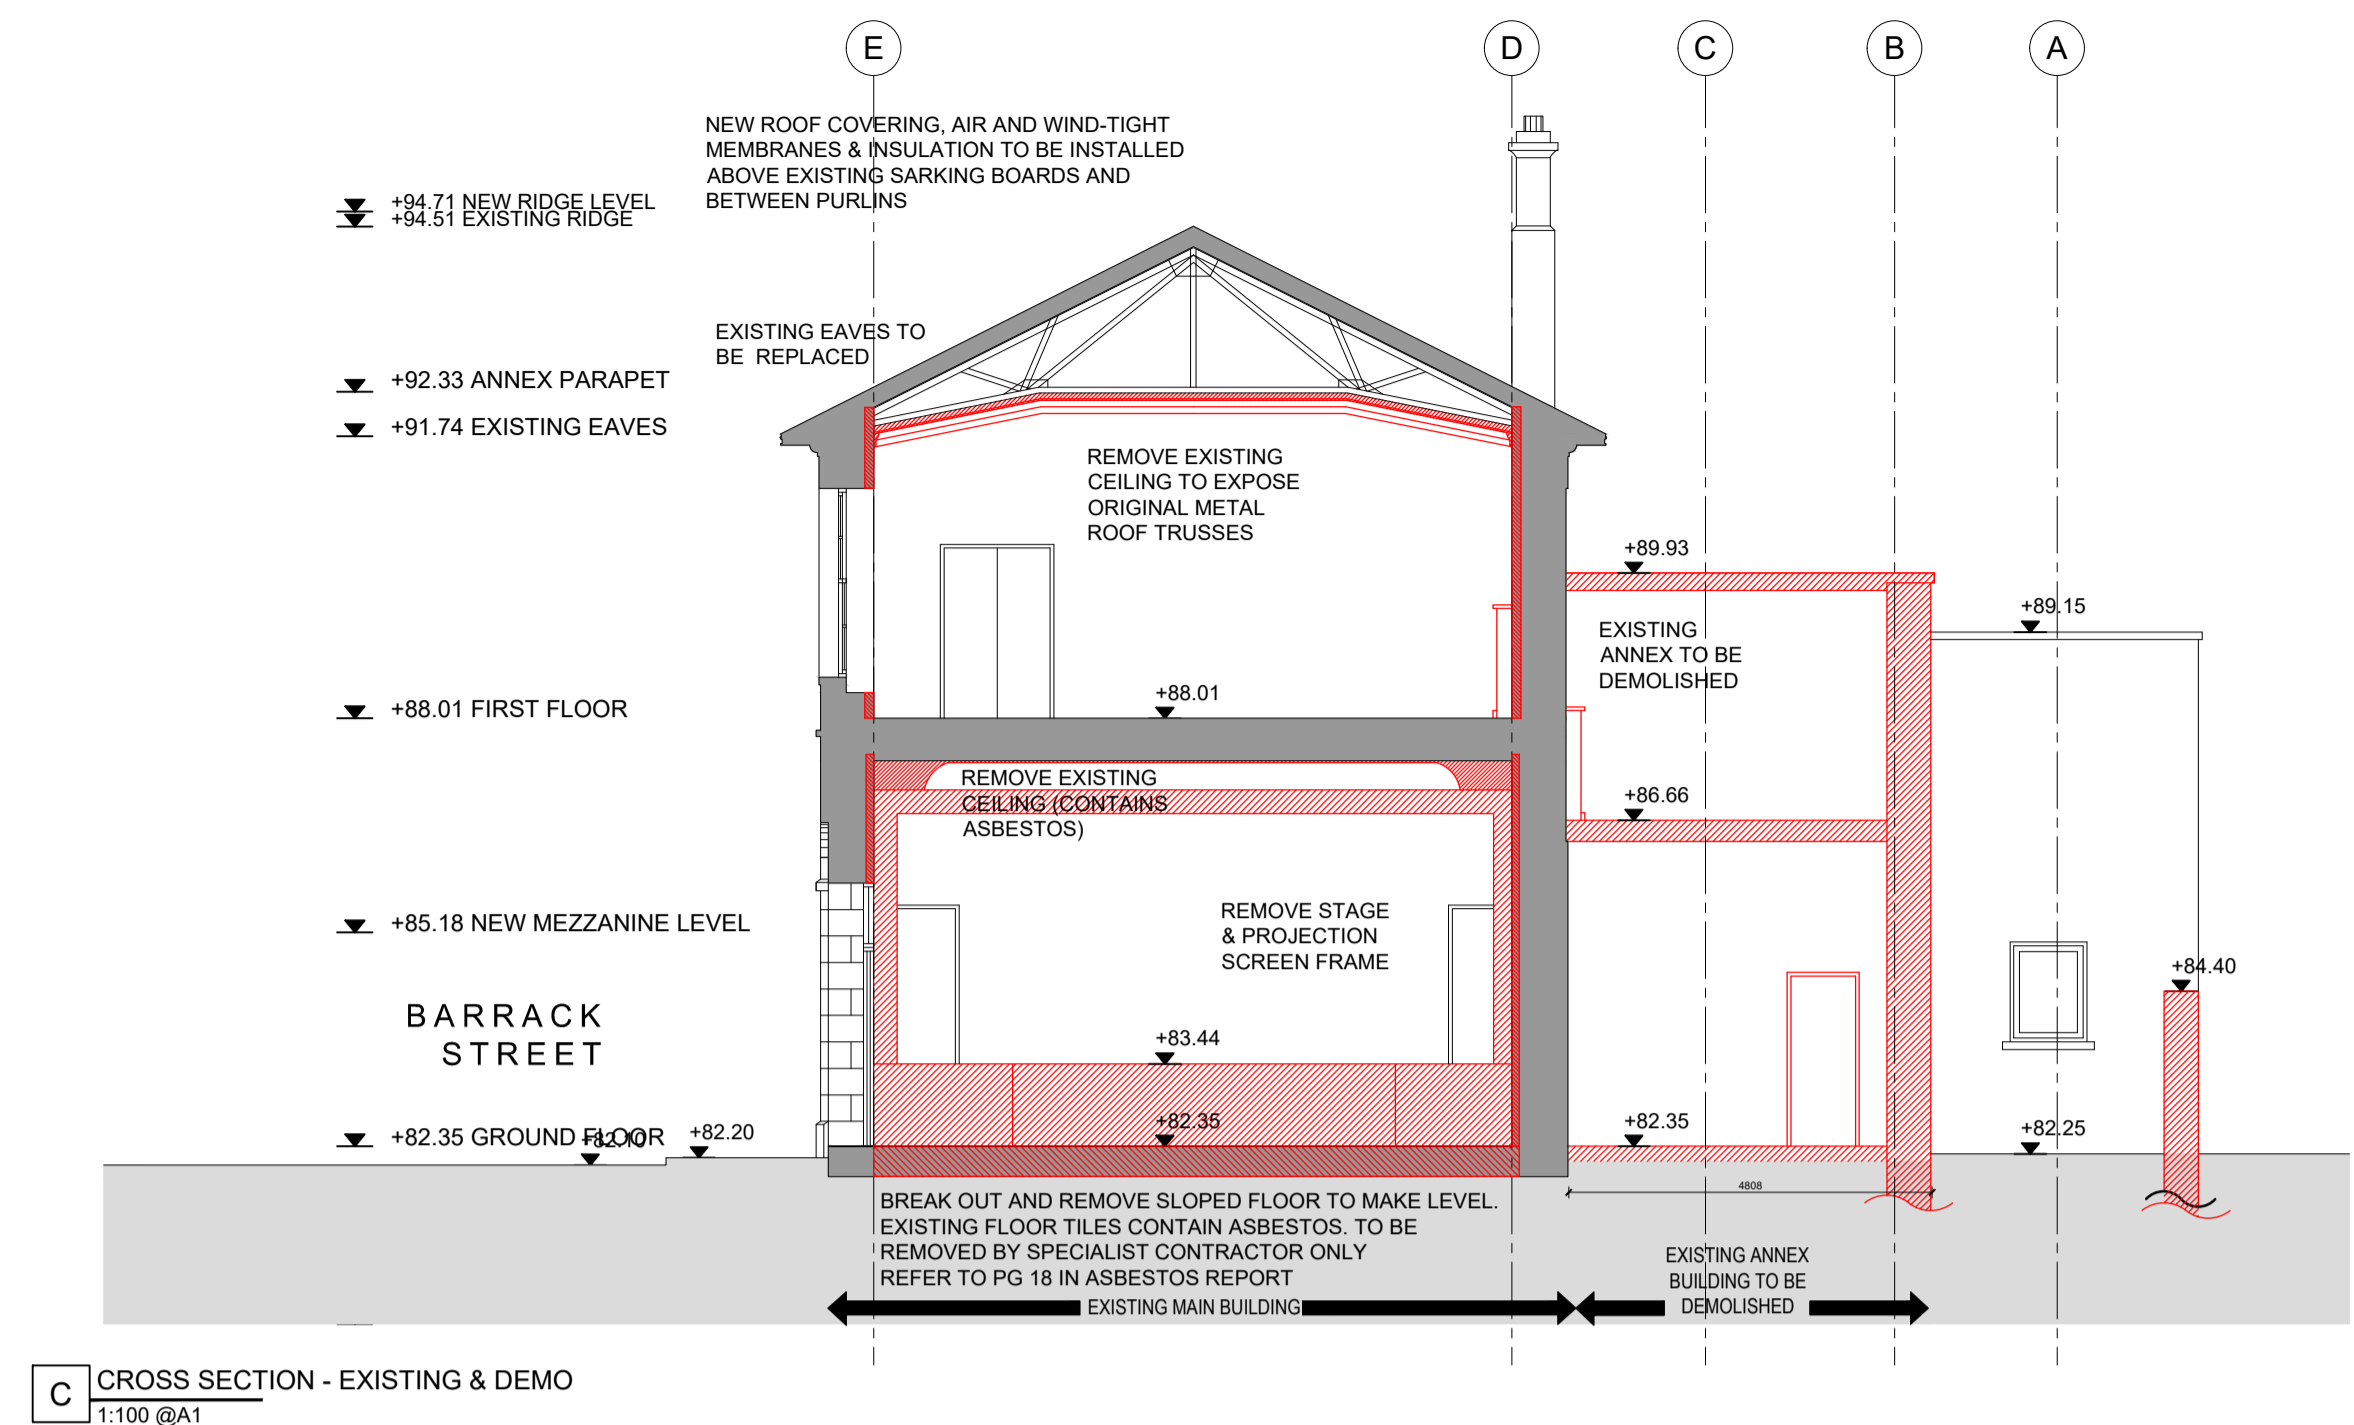 E
D
C
B
A
NEW ROOF COVERING, AIR AND WIND-TIGHT
MEMBRANES & INSULATION TO BE INSTALLED
ABOVE EXISTING SARKING BOARDS AND
BETWEEN PURLINS
+94.71 NEW RIDGE LEVEL
+94.51 EXISTING RIDGE
EXISTING EAVES TO
BE REPLACED
+92.33 ANNEX PARAPET
+91.74 EXISTING EAVES
REMOVE EXISTING
CEILING TO EXPOSE
ORIGINAL METAL
ROOF TRUSSES
+89.93
+89.15
EXISTING
ANNEX TO BE
DEMOLISHED
+88.01 FIRST FLOOR
+88.01
REMOVE EXISTING
CEILING (CONTAINS
ASBESTOS)
+86.66
+85.18 NEW MEZZANINE LEVEL
REMOVE STAGE
& PROJECTION
SCREEN FRAME
+84.40
BARRACK
STREET
+83.44
+82.35 GROUND FLOOR
+82.10
+82.20
+82.35
+82.35
+82.25
4808
BREAK OUT AND REMOVE SLOPED FLOOR TO MAKE LEVEL.
EXISTING FLOOR TILES CONTAIN ASBESTOS. TO BE
REMOVED BY SPECIALIST CONTRACTOR ONLY
REFER TO PG 18 IN ASBESTOS REPORT
EXISTING MAIN BUILDING
EXISTING ANNEX
BUILDING TO BE
DEMOLISHED
C
CROSS SECTION - EXISTING & DEMO
1:100 @A1